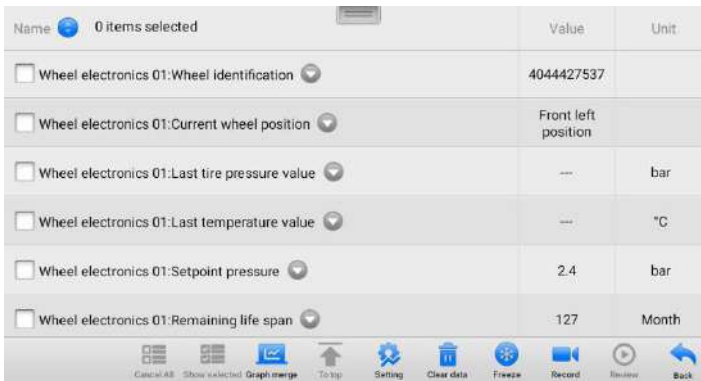 Name 0 items selected Value Unit
Wheel electronics 01:Wheel identification 4044427537
Wheel electronics 01:Current wheel position Front left position
Wheel electronics 01:Last tire pressure value --- bar
Wheel electronics 01:Last temperature value --- °C
Wheel electronics 01:Setpoint pressure 2.4 bar
Wheel electronics 01:Remaining life span 127 Month
Cancel All Show selected Graph merge To top Setting Clear data Freeze Record Review Back